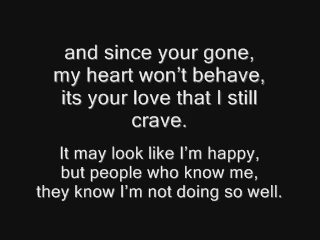 and since your gone,
my heart won't behave,
its your love that I still
crave.
It may look like I'm happy,
but people who know me,
they know I'm not doing so well.